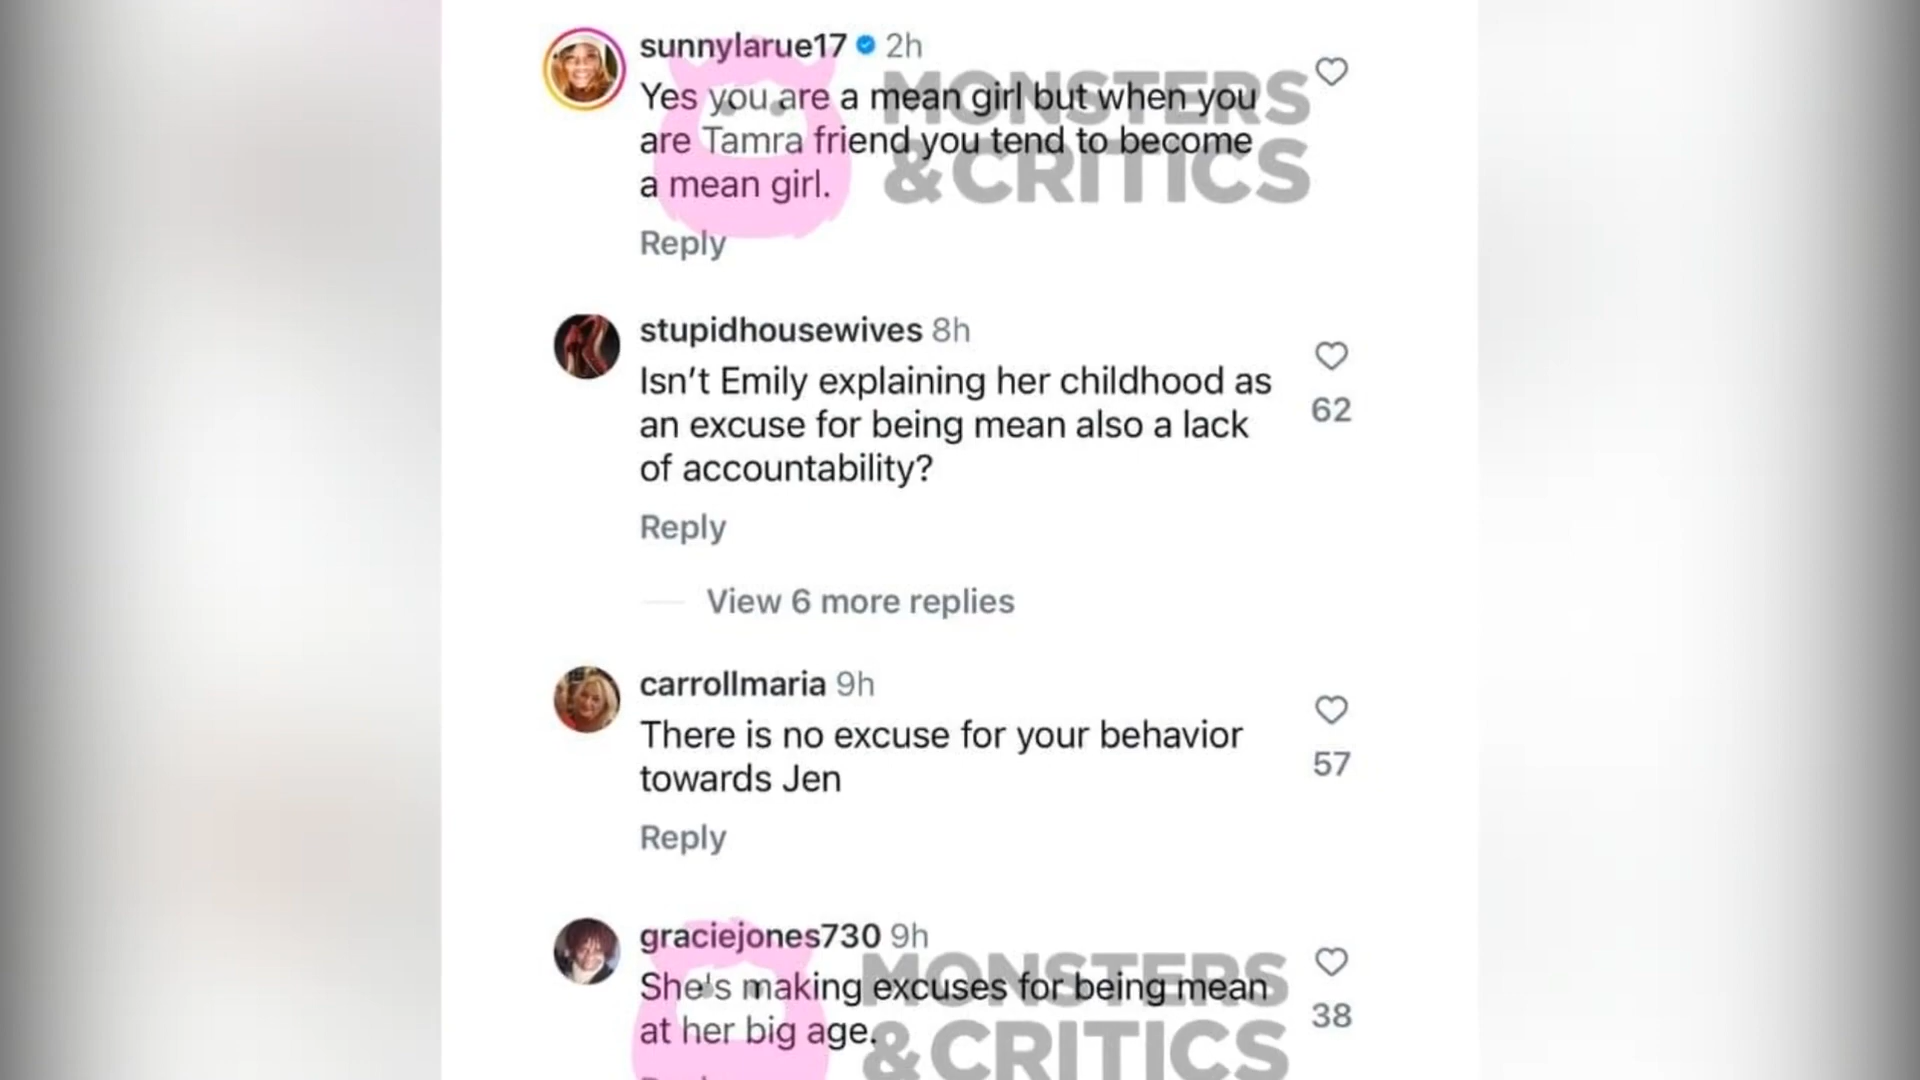 sunnylarue17 2h
Yes you are a mean girl but when you
are Tamra friend you tend to become
a mean girl.
MONSTERS
& CRITICS
Reply
stupidhousewives 8h
Isn't Emily explaining her childhood as
an excuse for being mean also a lack
of accountability?
62
Reply
View 6 more replies
carrollmaria 9h
There is no excuse for your behavior
towards Jen
57
Reply
graciejones730 9h
She's making excuses for being mean
at her big age.
38
MONSTERS
& CRITICS